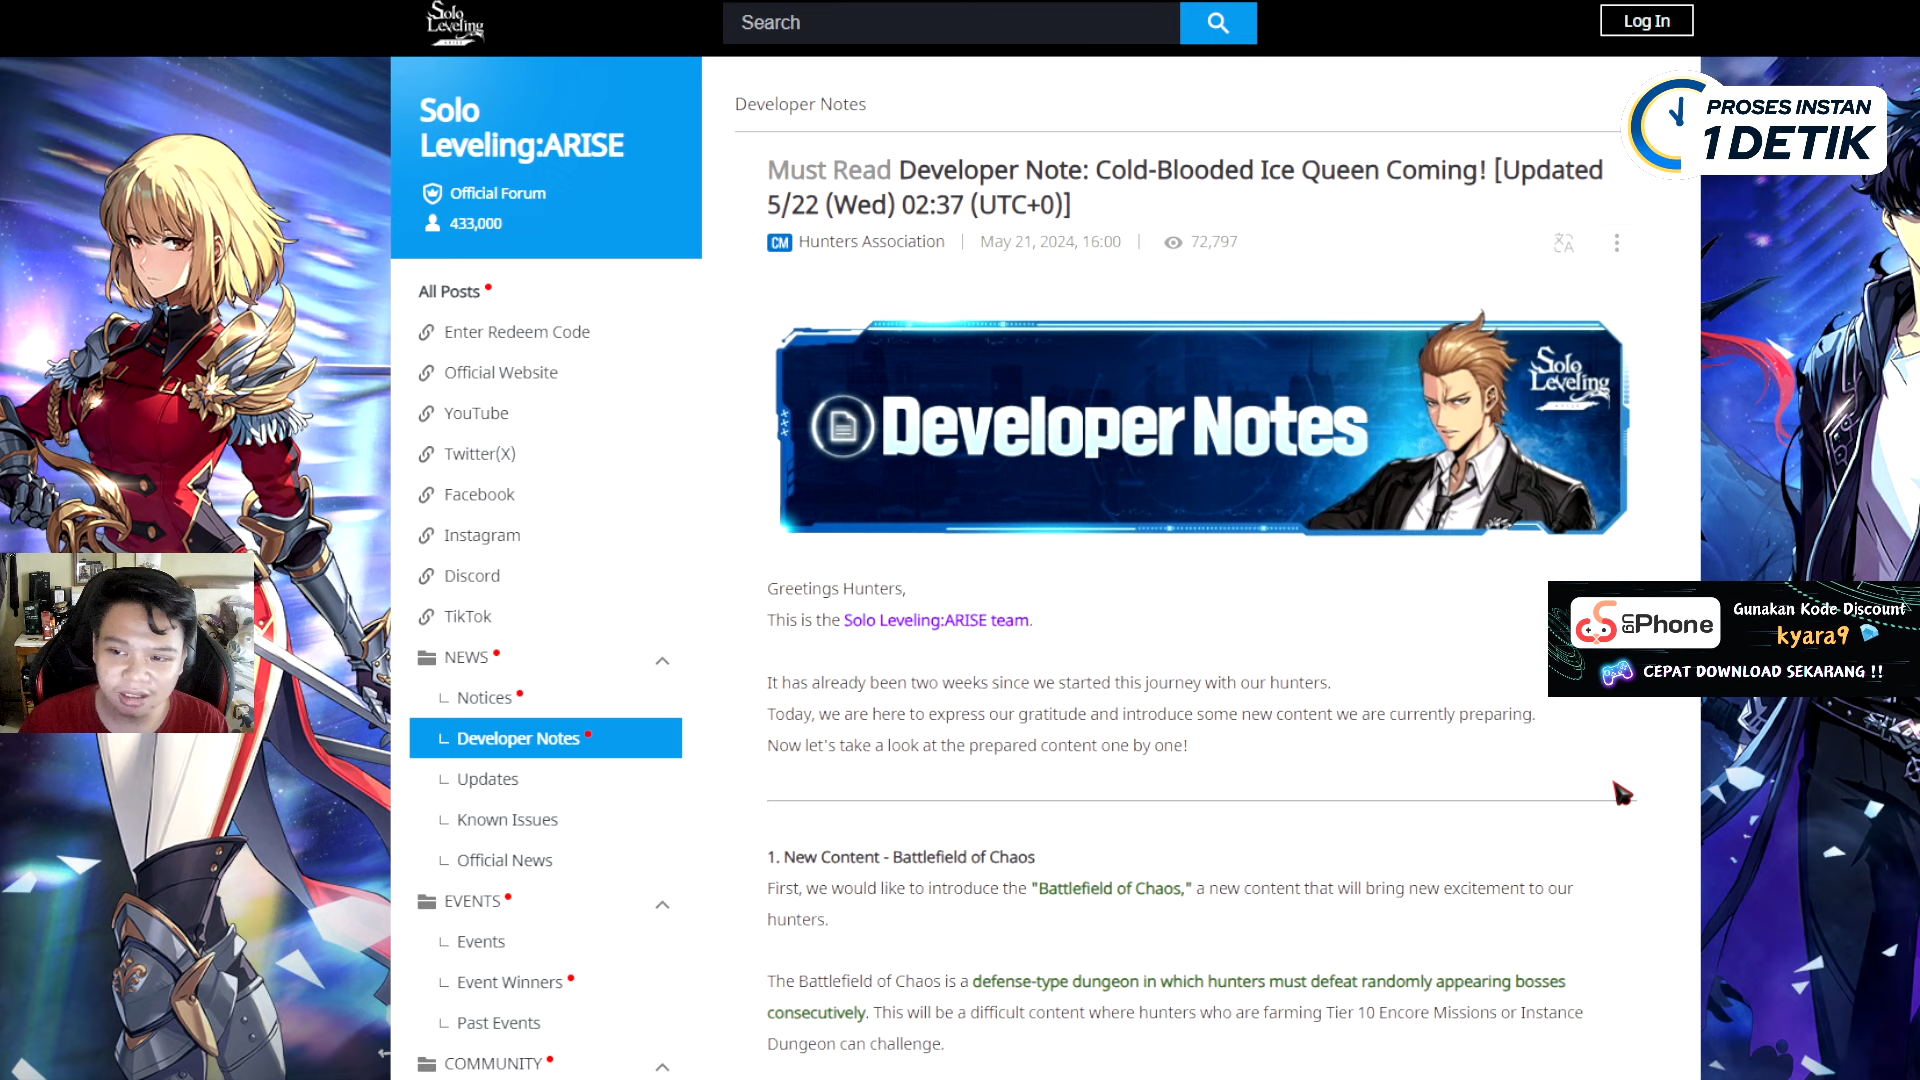 Solo
Leveling
ARISE
Search
Log In
Solo
Leveling:ARISE
Official Forum
433,000
All Posts
Enter Redeem Code
Official Website
YouTube
Twitter(X)
Facebook
Instagram
Discord
TikTok
NEWS
Notices
Developer Notes
Updates
Known Issues
Official News
EVENTS
Events
Event Winners
Past Events
COMMUNITY
Developer Notes
Must Read Developer Note: Cold-Blooded Ice Queen Coming! [Updated
5/22 (Wed) 02:37 (UTC+0)]
CM Hunters Association | May 21, 2024, 16:00 | 72,797
Developer Notes
Solo
Leveling
ARISE
Greetings Hunters,
This is the Solo Leveling:ARISE team.
It has already been two weeks since we started this journey with our hunters.
Today, we are here to express our gratitude and introduce some new content we are currently preparing.
Now let's take a look at the prepared content one by one!
1. New Content - Battlefield of Chaos
First, we would like to introduce the "Battlefield of Chaos," a new content that will bring new excitement to our
hunters.
The Battlefield of Chaos is a defense-type dungeon in which hunters must defeat randomly appearing bosses
consecutively. This will be a difficult content where hunters who are farming Tier 10 Encore Missions or Instance
Dungeon can challenge.
PROSES INSTAN
1 DETIK
Phone
Gunakan Kode Discount
kyara9
CEPAT DOWNLOAD SEKARANG !!